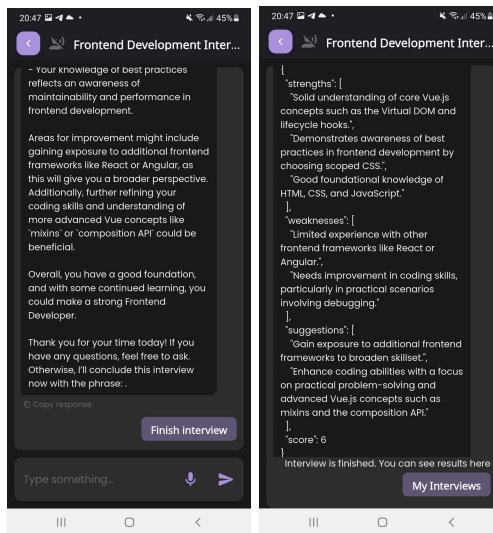 20:47
45%
Frontend Development Inter...
- Your knowledge of best practices
reflects an awareness of
maintainability and performance in
frontend development.
Areas for improvement might include
gaining exposure to additional frontend
frameworks like React or Angular, as
this will give you a broader perspective.
Additionally, further refining your
coding skills and understanding of
more advanced Vue concepts like
`mixins` or `composition API` could be
beneficial.
Overall, you have a good foundation,
and with some continued learning, you
could make a strong Frontend
Developer.
Thank you for your time today! If you
have any questions, feel free to ask.
Otherwise, I'll conclude this interview
now with the phrase: .
Copy response
Finish interview
Type something...
20:47
45%
Frontend Development Inter...
{
"strengths": [
"Solid understanding of core Vue.js
concepts such as the Virtual DOM and
lifecycle hooks.",
"Demonstrates awareness of best
practices in frontend development by
choosing scoped CSS.",
"Good foundational knowledge of
HTML, CSS, and JavaScript."
],
"weaknesses": [
"Limited experience with other
frontend frameworks like React or
Angular.",
"Needs improvement in coding skills,
particularly in practical scenarios
involving debugging."
],
"suggestions": [
"Gain exposure to additional frontend
frameworks to broaden skillset.",
"Enhance coding abilities with a focus
on practical problem-solving and
advanced Vue.js concepts such as
mixins and the composition API."
],
"score": 6
}
Interview is finished. You can see results here
My Interviews